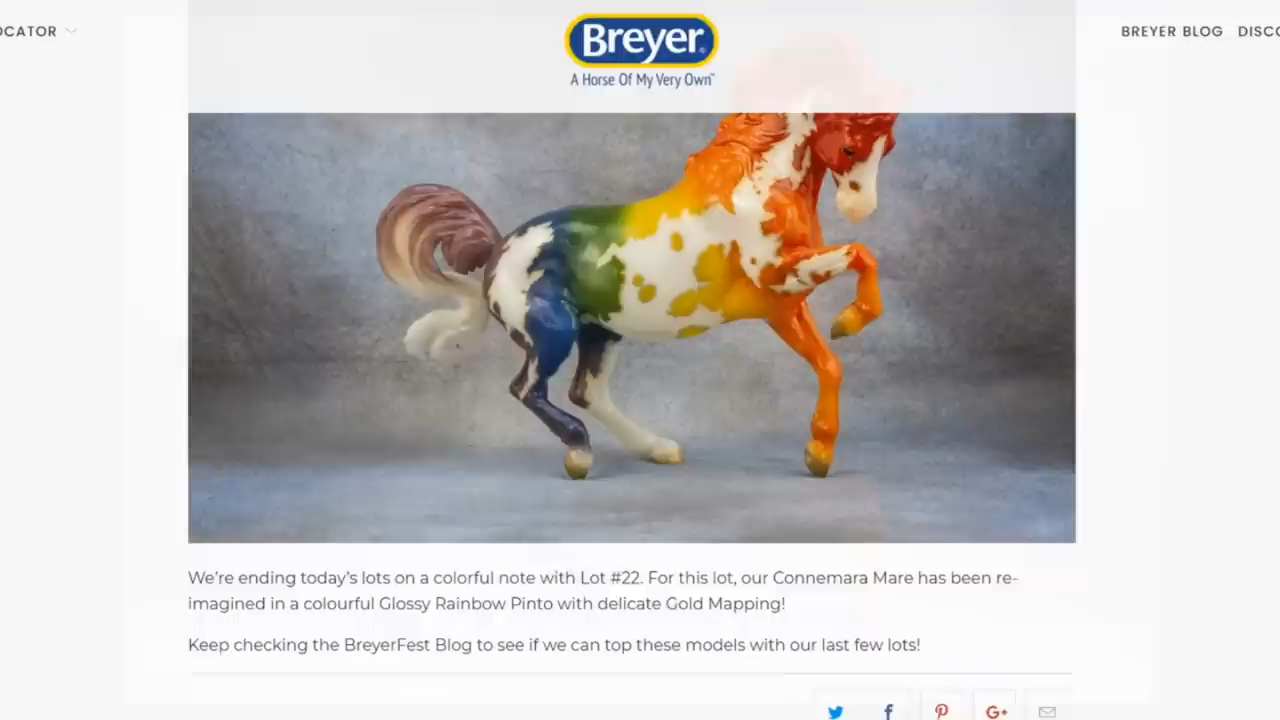 OCATOR
Breyer®
A Horse Of My Very Own™
BREYER BLOG DISCO
We're ending today's lots on a colorful note with Lot #22. For this lot, our Connemara Mare has been re-
imagined in a colourful Glossy Rainbow Pinto with delicate Gold Mapping!
Keep checking the BreyerFest Blog to see if we can top these models with our last few lots!
G+